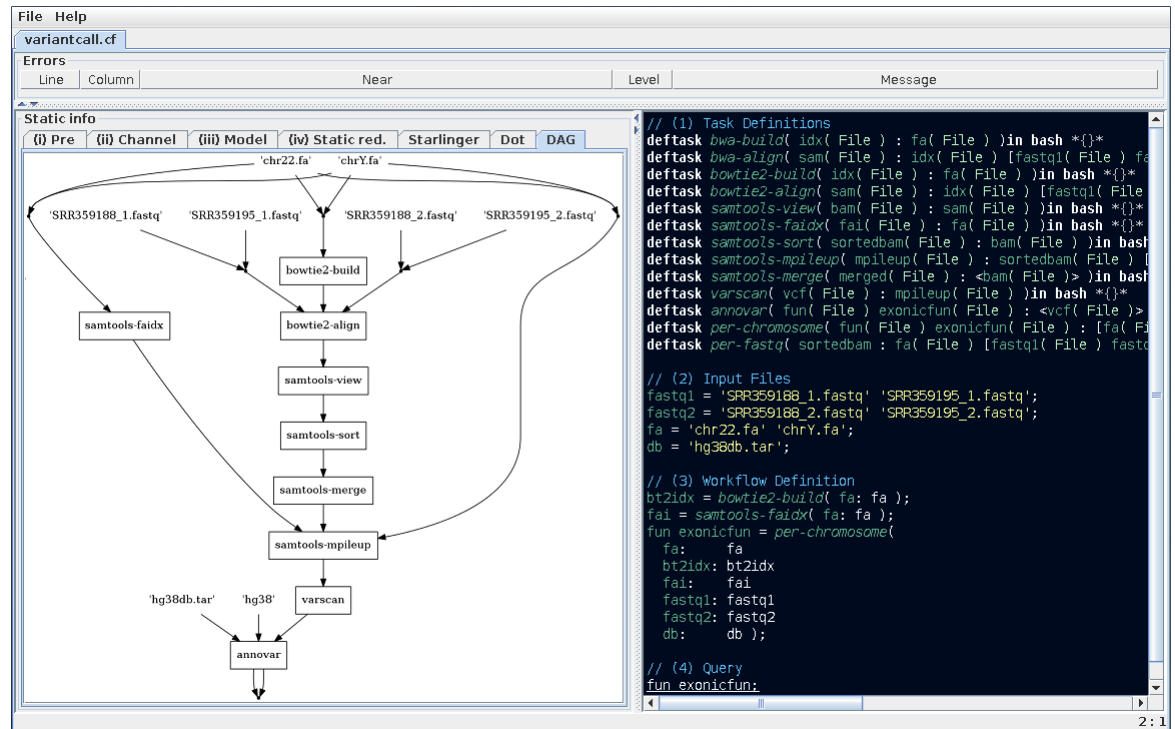 File Help
variantcall.cf
Errors
Line Column Near Level Message
Static info
(i) Pre (ii) Channel (iii) Model (iv) Static red. Starlinger Dot DAG
'chr22.fa' 'chrY.fa'
'SRR359188_1.fastq' 'SRR359195_1.fastq' 'SRR359188_2.fastq' 'SRR359195_2.fastq'
bowtie2-build
samtools-faidx bowtie2-align
samtools-view
samtools-sort
samtools-merge
samtools-mpileup
'hg38db.tar' 'hg38' varscan
annovar
// (1) Task Definitions
deftask bwa-build( idx( File ) : fa( File ) )in bash *{}*
deftask bwa-align( sam( File ) : idx( File ) [fastq1( File ) fa
deftask bowtie2-build( idx( File ) : fa( File ) )in bash *{}*
deftask bowtie2-align( sam( File ) : idx( File ) [fastq1( File
deftask samtools-view( bam( File ) : sam( File ) )in bash *{}*
deftask samtools-faidx( fai( File ) : fa( File ) )in bash *{}*
deftask samtools-sort( sortedbam( File ) : bam( File ) )in bash
deftask samtools-mpileup( mpileup( File ) : sortedbam( File ) [
deftask samtools-merge( merged( File ) : <bam( File )> )in bash
deftask varscan( vcf( File ) : mpileup( File ) )in bash *{}*
deftask annovar( fun( File ) exonicfun( File ) : <vcf( File )>
deftask per-chromosome( fun( File ) exonicfun( File ) : [fa( Fi
deftask per-fastq( sortedbam : fa( File ) [fastq1( File ) fastq
// (2) Input Files
fastq1 = 'SRR359188_1.fastq' 'SRR359195_1.fastq';
fastq2 = 'SRR359188_2.fastq' 'SRR359195_2.fastq';
fa = 'chr22.fa' 'chrY.fa';
db = 'hg38db.tar';
// (3) Workflow Definition
bt2idx = bowtie2-build( fa: fa );
fai = samtools-faidx( fa: fa );
fun exonicfun = per-chromosome(
fa: fa
bt2idx: bt2idx
fai: fai
fastq1: fastq1
fastq2: fastq2
db: db );
// (4) Query
fun exonicfun;
2:1